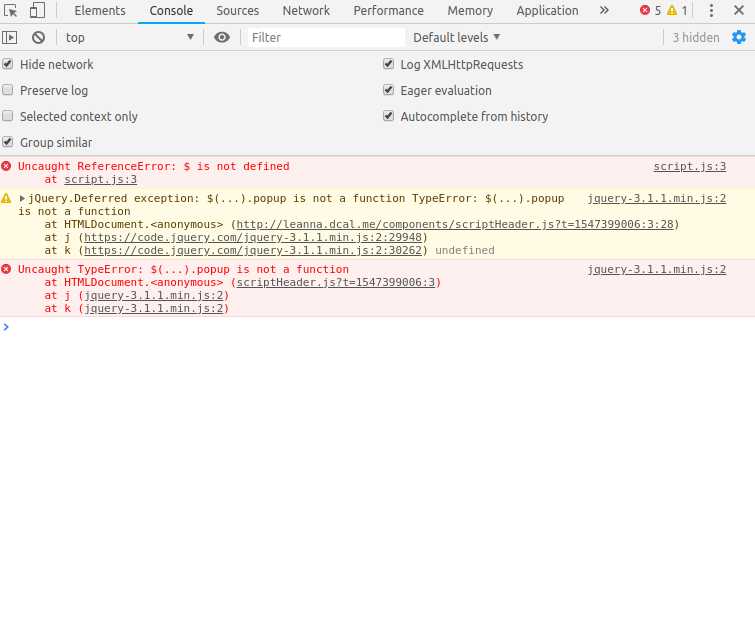 Elements Console Sources Network Performance Memory Application » 5 1
top Filter Default levels 3 hidden
Hide network Log XMLHttpRequests
Preserve log Eager evaluation
Selected context only Autocomplete from history
Group similar
Uncaught ReferenceError: $ is not defined script.js:3
at script.js:3
jQuery.Deferred exception: $(...).popup is not a function TypeError: $(...).popup jquery-3.1.1.min.js:2
is not a function
at HTMLDocument.<anonymous> (http://leanna.dcal.me/components/scriptHeader.js?t=1547399006:3:28)
at j (https://code.jquery.com/jquery-3.1.1.min.js:2:29948)
at k (https://code.jquery.com/jquery-3.1.1.min.js:2:30262) undefined
Uncaught TypeError: $(...).popup is not a function jquery-3.1.1.min.js:2
at HTMLDocument.<anonymous> (scriptHeader.js?t=1547399006:3)
at j (jquery-3.1.1.min.js:2)
at k (jquery-3.1.1.min.js:2)